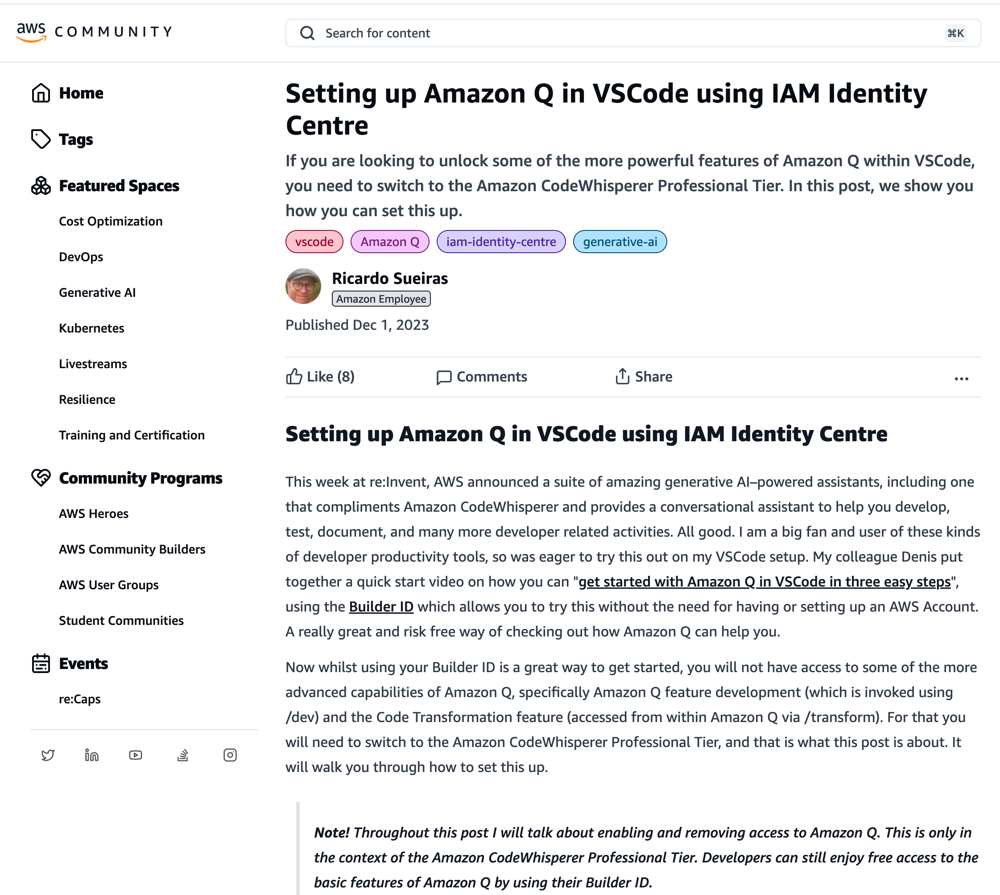 aws COMMUNITY
Search for content
⌘K
Home
Tags
Featured Spaces
Cost Optimization
DevOps
Generative AI
Kubernetes
Livestreams
Resilience
Training and Certification
Community Programs
AWS Heroes
AWS Community Builders
AWS User Groups
Student Communities
Events
re:Caps
in
Setting up Amazon Q in VSCode using IAM Identity
Centre
If you are looking to unlock some of the more powerful features of Amazon Q within VSCode,
you need to switch to the Amazon CodeWhisperer Professional Tier. In this post, we show you
how you can set this up.
vscode Amazon Q iam-identity-centre generative-ai
Ricardo Sueiras
Amazon Employee
Published Dec 1, 2023
Like (8) Comments Share ...
Setting up Amazon Q in VSCode using IAM Identity Centre
This week at re:Invent, AWS announced a suite of amazing generative AI–powered assistants, including one
that compliments Amazon CodeWhisperer and provides a conversational assistant to help you develop,
test, document, and many more developer related activities. All good. I am a big fan and user of these kinds
of developer productivity tools, so was eager to try this out on my VSCode setup. My colleague Denis put
together a quick start video on how you can "get started with Amazon Q in VSCode in three easy steps",
using the Builder ID which allows you to try this without the need for having or setting up an AWS Account.
A really great and risk free way of checking out how Amazon Q can help you.
Now whilst using your Builder ID is a great way to get started, you will not have access to some of the more
advanced capabilities of Amazon Q, specifically Amazon Q feature development (which is invoked using
/dev) and the Code Transformation feature (accessed from within Amazon Q via /transform). For that you
will need to switch to the Amazon CodeWhisperer Professional Tier, and that is what this post is about. It
will walk you through how to set this up.
Note! Throughout this post I will talk about enabling and removing access to Amazon Q. This is only in
the context of the Amazon CodeWhisperer Professional Tier. Developers can still enjoy free access to the
basic features of Amazon Q by using their Builder ID.